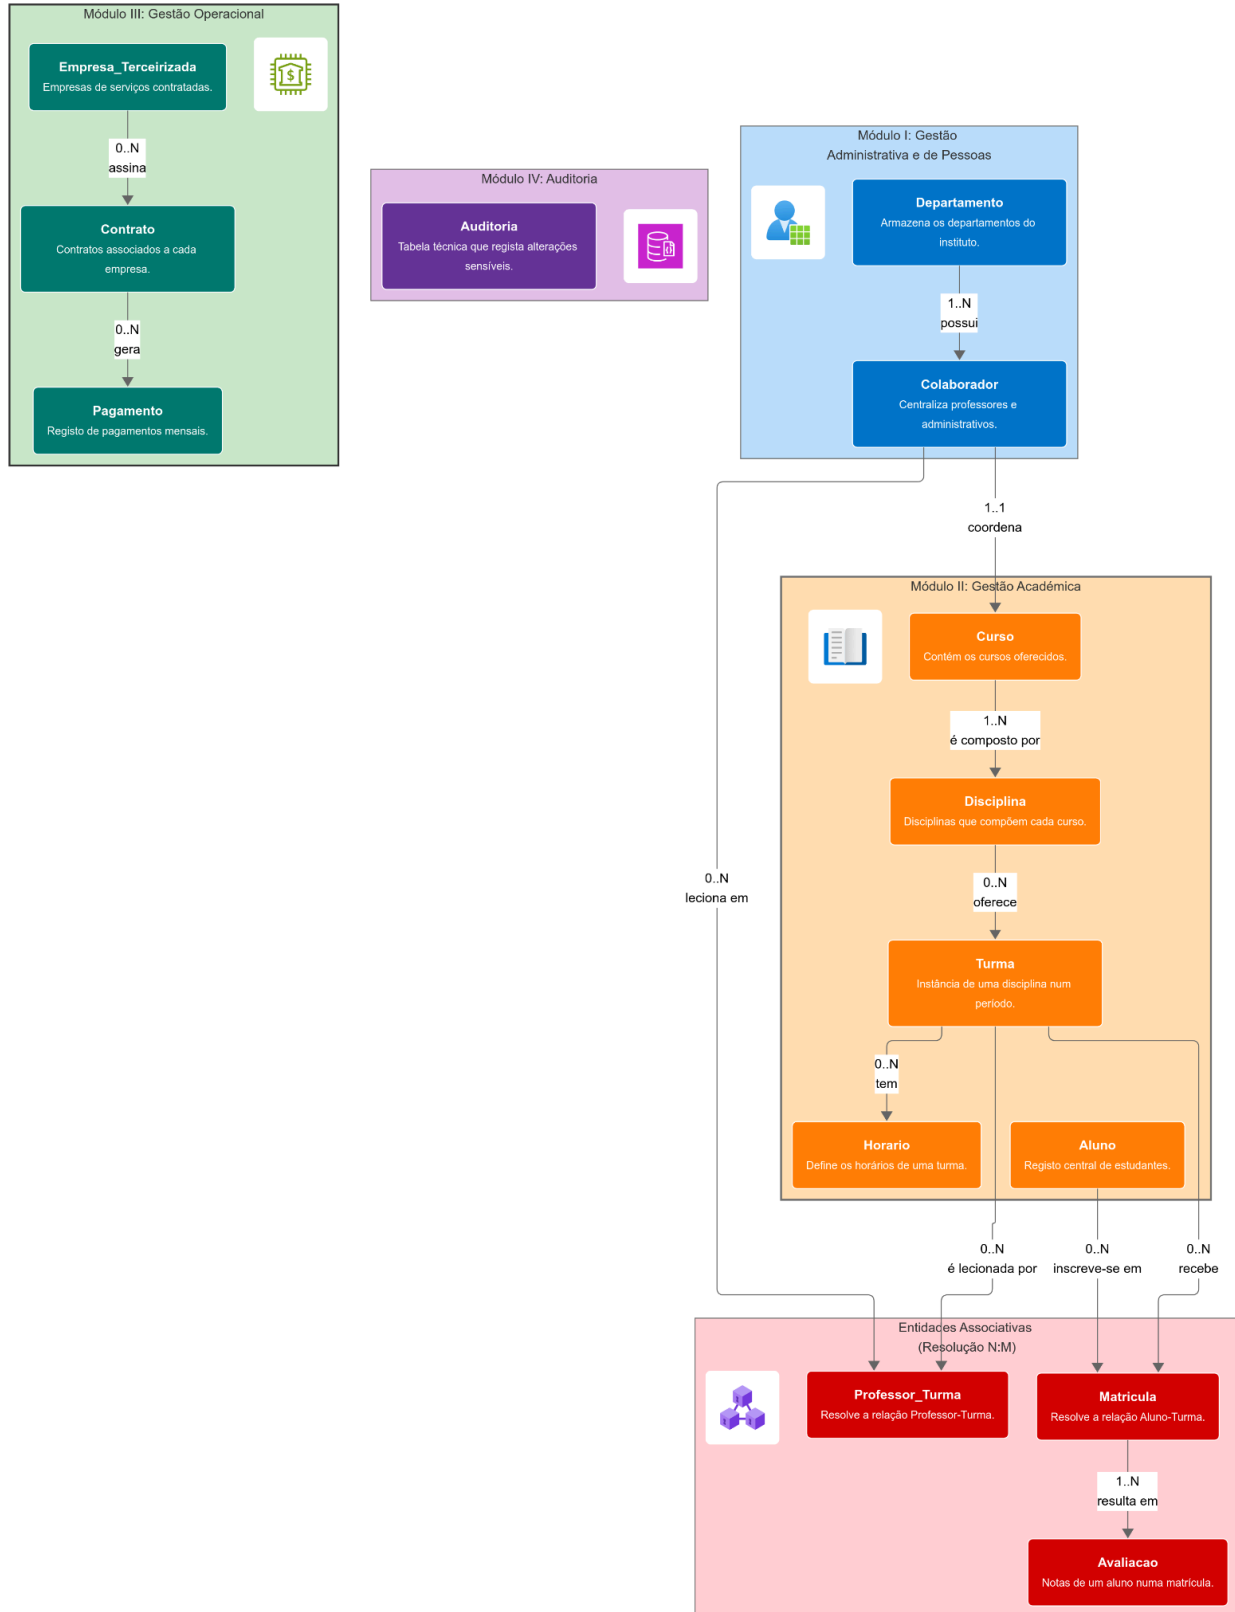 Módulo III: Gestão Operacional
Empresa_Terceirizada
Empresas de serviços contratadas.
0..N
assina
Contrato
Contratos associados a cada
empresa.
0..N
gera
Pagamento
Registo de pagamentos mensais.
Módulo IV: Auditoria
Auditoria
Tabela técnica que regista alterações
sensíveis.
Módulo I: Gestão
Administrativa e de Pessoas
Departamento
Armazena os departamentos do
instituto.
1..N
possui
Colaborador
Centraliza professores e
administrativos.
1..1
coordena
Módulo II: Gestão Académica
Curso
Contém os cursos oferecidos.
1..N
é composto por
Disciplina
Disciplinas que compõem cada curso.
0..N
leciona em
0..N
oferece
Turma
Instância de uma disciplina num
período.
0..N
tem
Horario
Define os horários de uma turma.
Aluno
Registo central de estudantes.
0..N
é lecionada por
0..N
inscreve-se em
0..N
recebe
Entidades Associativas
(Resolução N:M)
Professor_Turma
Resolve a relação Professor-Turma.
Matricula
Resolve a relação Aluno-Turma.
1..N
resulta em
Avaliacao
Notas de um aluno numa matrícula.